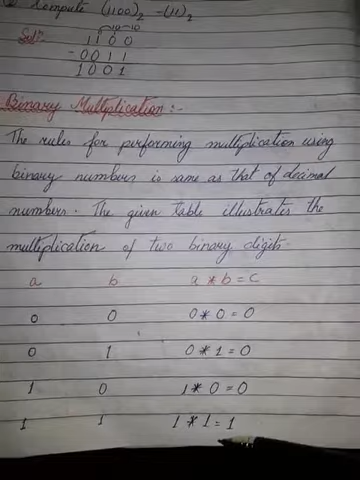 Compute (1100)₂ - (11)₂
Solⁿ:
10 10
1 1 0 0
- 0 0 1 1
1 0 0 1
Binary Multiplication:-
The rules for performing multiplication using
binary numbers is same as that of decimal
numbers. The given table illustrates the
multiplication of two binary digits-
a b a * b = c
0 0 0 * 0 = 0
0 1 0 * 1 = 0
1 0 1 * 0 = 0
1 1 1 * 1 = 1